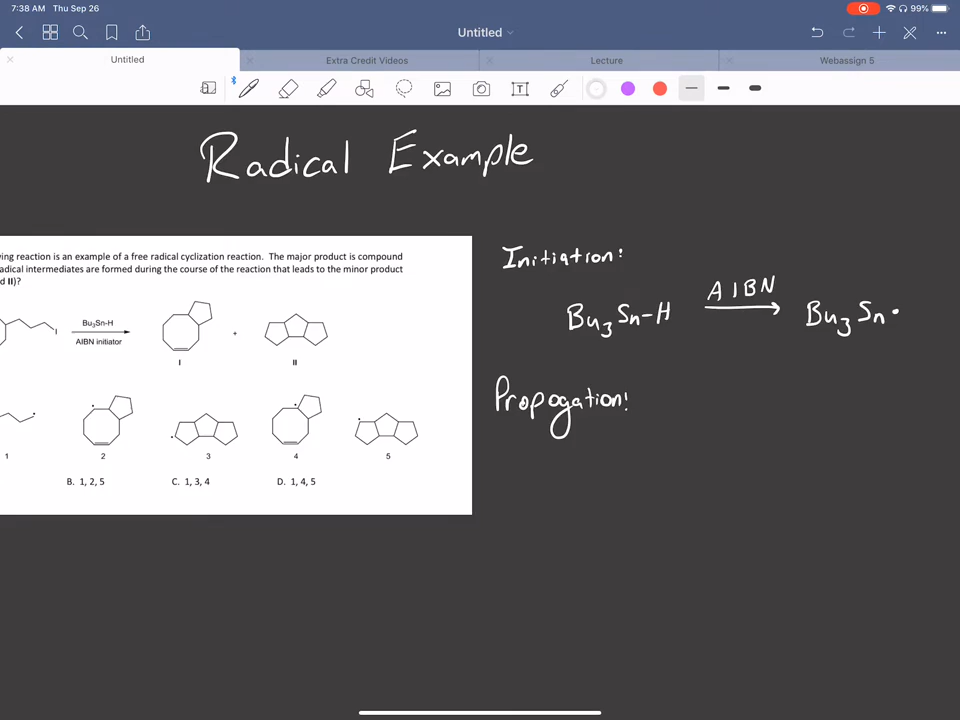 7:38 AM Thu Sep 26
99%
Untitled
Untitled
Extra Credit Videos
Lecture
Webassign 5
T
Radical Example
ing reaction is an example of a free radical cyclization reaction. The major product is compound
adical intermediates are formed during the course of the reaction that leads to the minor product
d II)?
I
Bu3Sn-H
AIBN initiator
+
I
II
1
2
3
4
5
B. 1, 2, 5
C. 1, 3, 4
D. 1, 4, 5
Initiation:
Bu3Sn-H
AIBN
Bu3Sn•
Propogation: